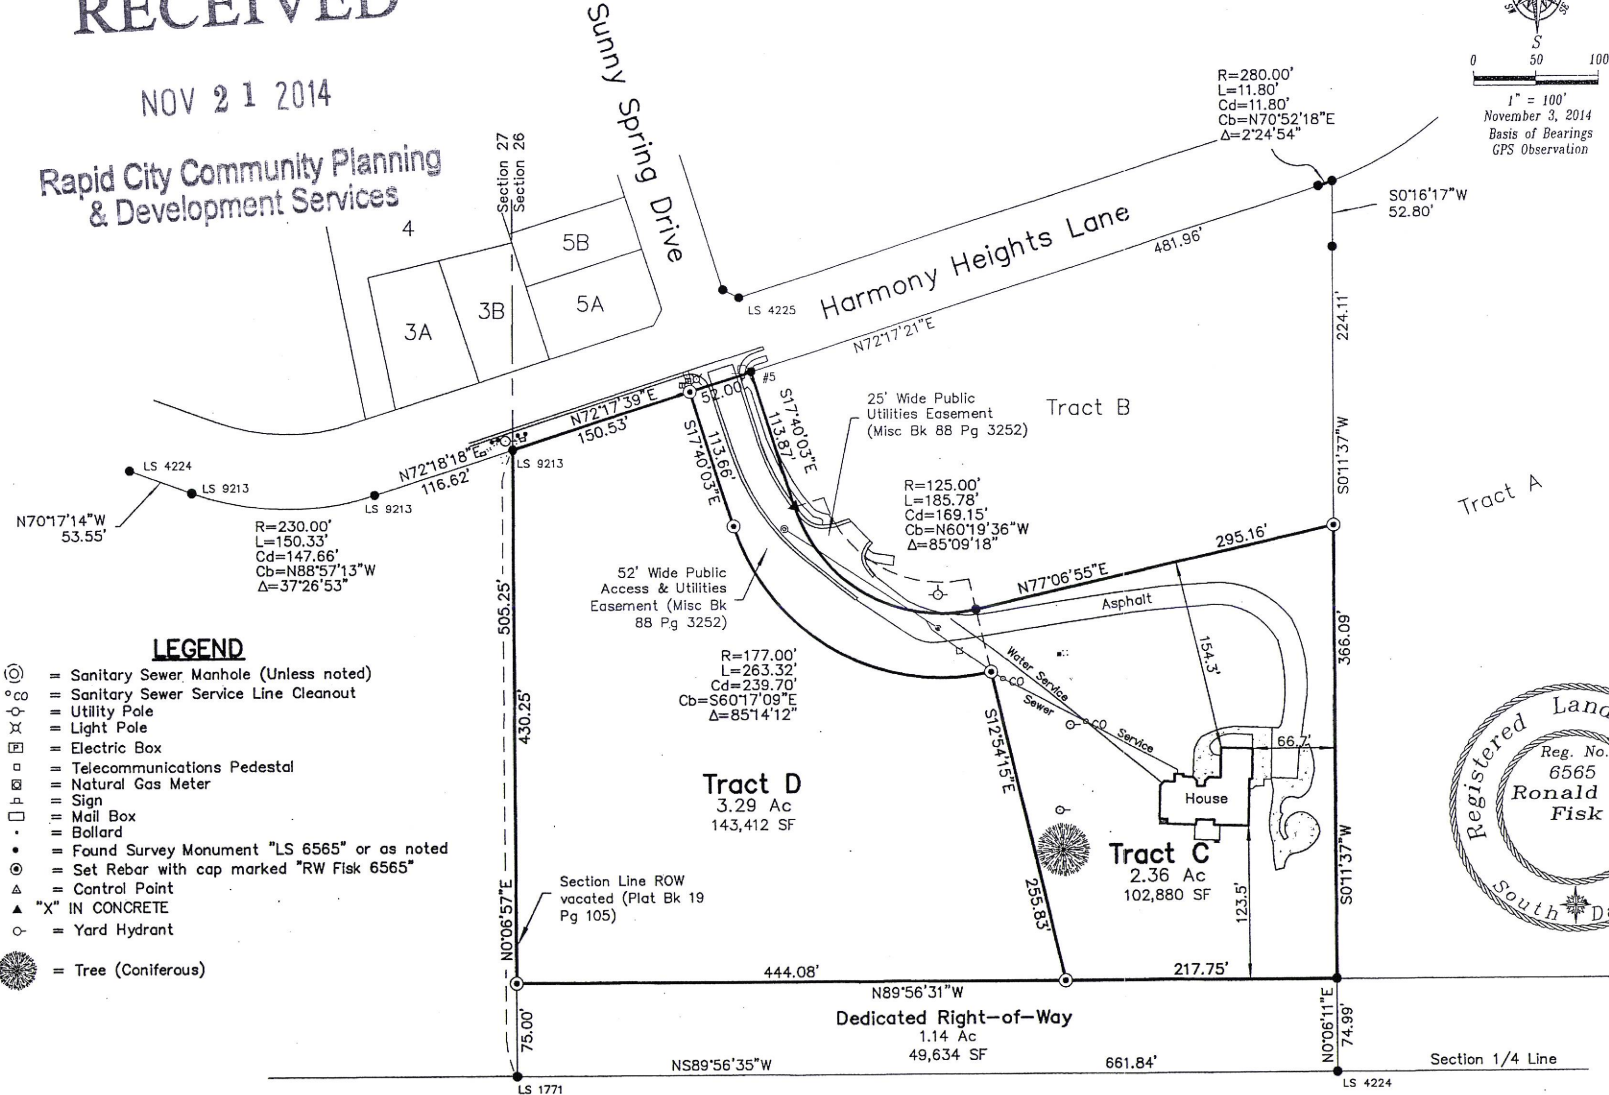 RECEIVED
NOV 21 2014
Rapid City Community Planning
& Development Services
Sunny Spring Drive
Section 27
Section 26
4
3A
3B
5B
5A
R=280.00'
L=11.80'
Cd=11.80'
Cb=N70°52'18"E
Δ=2°24'54"
SW
SE
S
0 50 100
1" = 100'
November 3, 2014
Basis of Bearings
GPS Observation
S0°16'17"W
52.80'
Harmony Heights Lane
481.96'
N72°17'21"E
LS 4225
224.11'
S0°11'37"W
Tract B
Tract A
25' Wide Public
Utilities Easement
(Misc Bk 88 Pg 3252)
#5
52.00'
N72°17'39"E
150.53'
N72°18'18"E
116.62'
LS 9213
LS 4224
LS 9213
LS 9213
N70°17'14"W
53.55'
R=230.00'
L=150.33'
Cd=147.66'
Cb=N88°57'13"W
Δ=37°26'53"
S17°40'03"E
113.66'
S17°40'03"E
113.87'
R=125.00'
L=185.78'
Cd=169.15'
Cb=N60°19'36"W
Δ=85°09'18"
295.16'
N77°06'55"E
Asphalt
52' Wide Public
Access & Utilities
Easement (Misc Bk
88 Pg 3252)
R=177.00'
L=263.32'
Cd=239.70'
Cb=S60°17'09"E
Δ=85°14'12"
505.25'
430.25'
N0°06'57"E
Water Service
CO
Sewer
CO
Service
154.3'
366.09'
66.7'
House
S12°54'15"E
255.83'
Tract D
3.29 Ac
143,412 SF
Tract C
2.36 Ac
102,880 SF
123.5'
S0°11'37"W
Section Line ROW
vacated (Plat Bk 19
Pg 105)
444.08'
217.75'
N89°56'31"W
Dedicated Right-of-Way
1.14 Ac
49,634 SF
75.00'
N0°06'11"E
74.99'
NS89°56'35"W
661.84'
Section 1/4 Line
LS 1771
LS 4224
LEGEND
= Sanitary Sewer Manhole (Unless noted)
CO = Sanitary Sewer Service Line Cleanout
= Utility Pole
= Light Pole
P = Electric Box
= Telecommunications Pedestal
= Natural Gas Meter
= Sign
= Mail Box
= Bollard
= Found Survey Monument "LS 6565" or as noted
= Set Rebar with cap marked "RW Fisk 6565"
= Control Point
"X" IN CONCRETE
= Yard Hydrant
= Tree (Coniferous)
Registered Land
Reg. No.
6565
Ronald
Fisk
South D